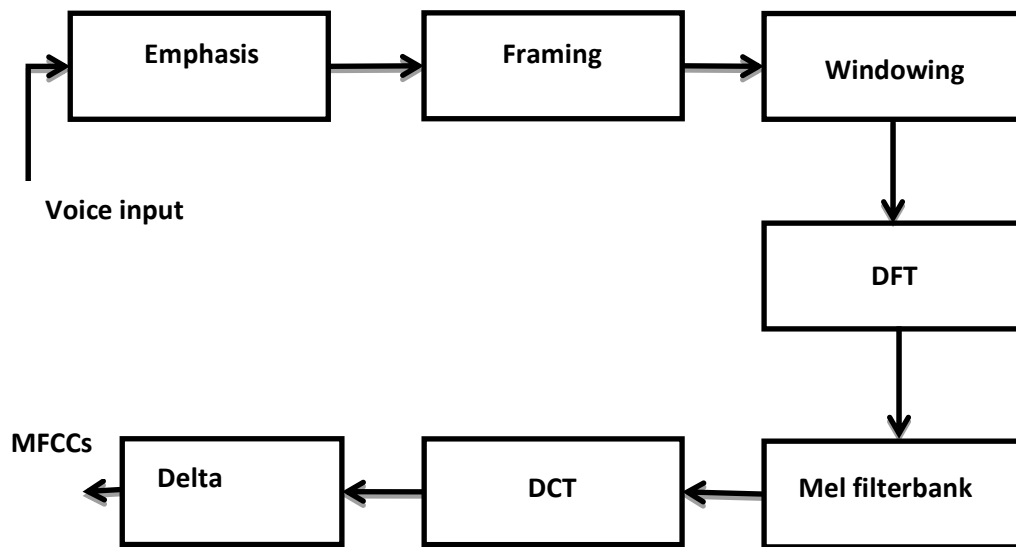 Emphasis
Framing
Windowing
Voice input
DFT
Mel filterbank
DCT
Delta
MFCCs